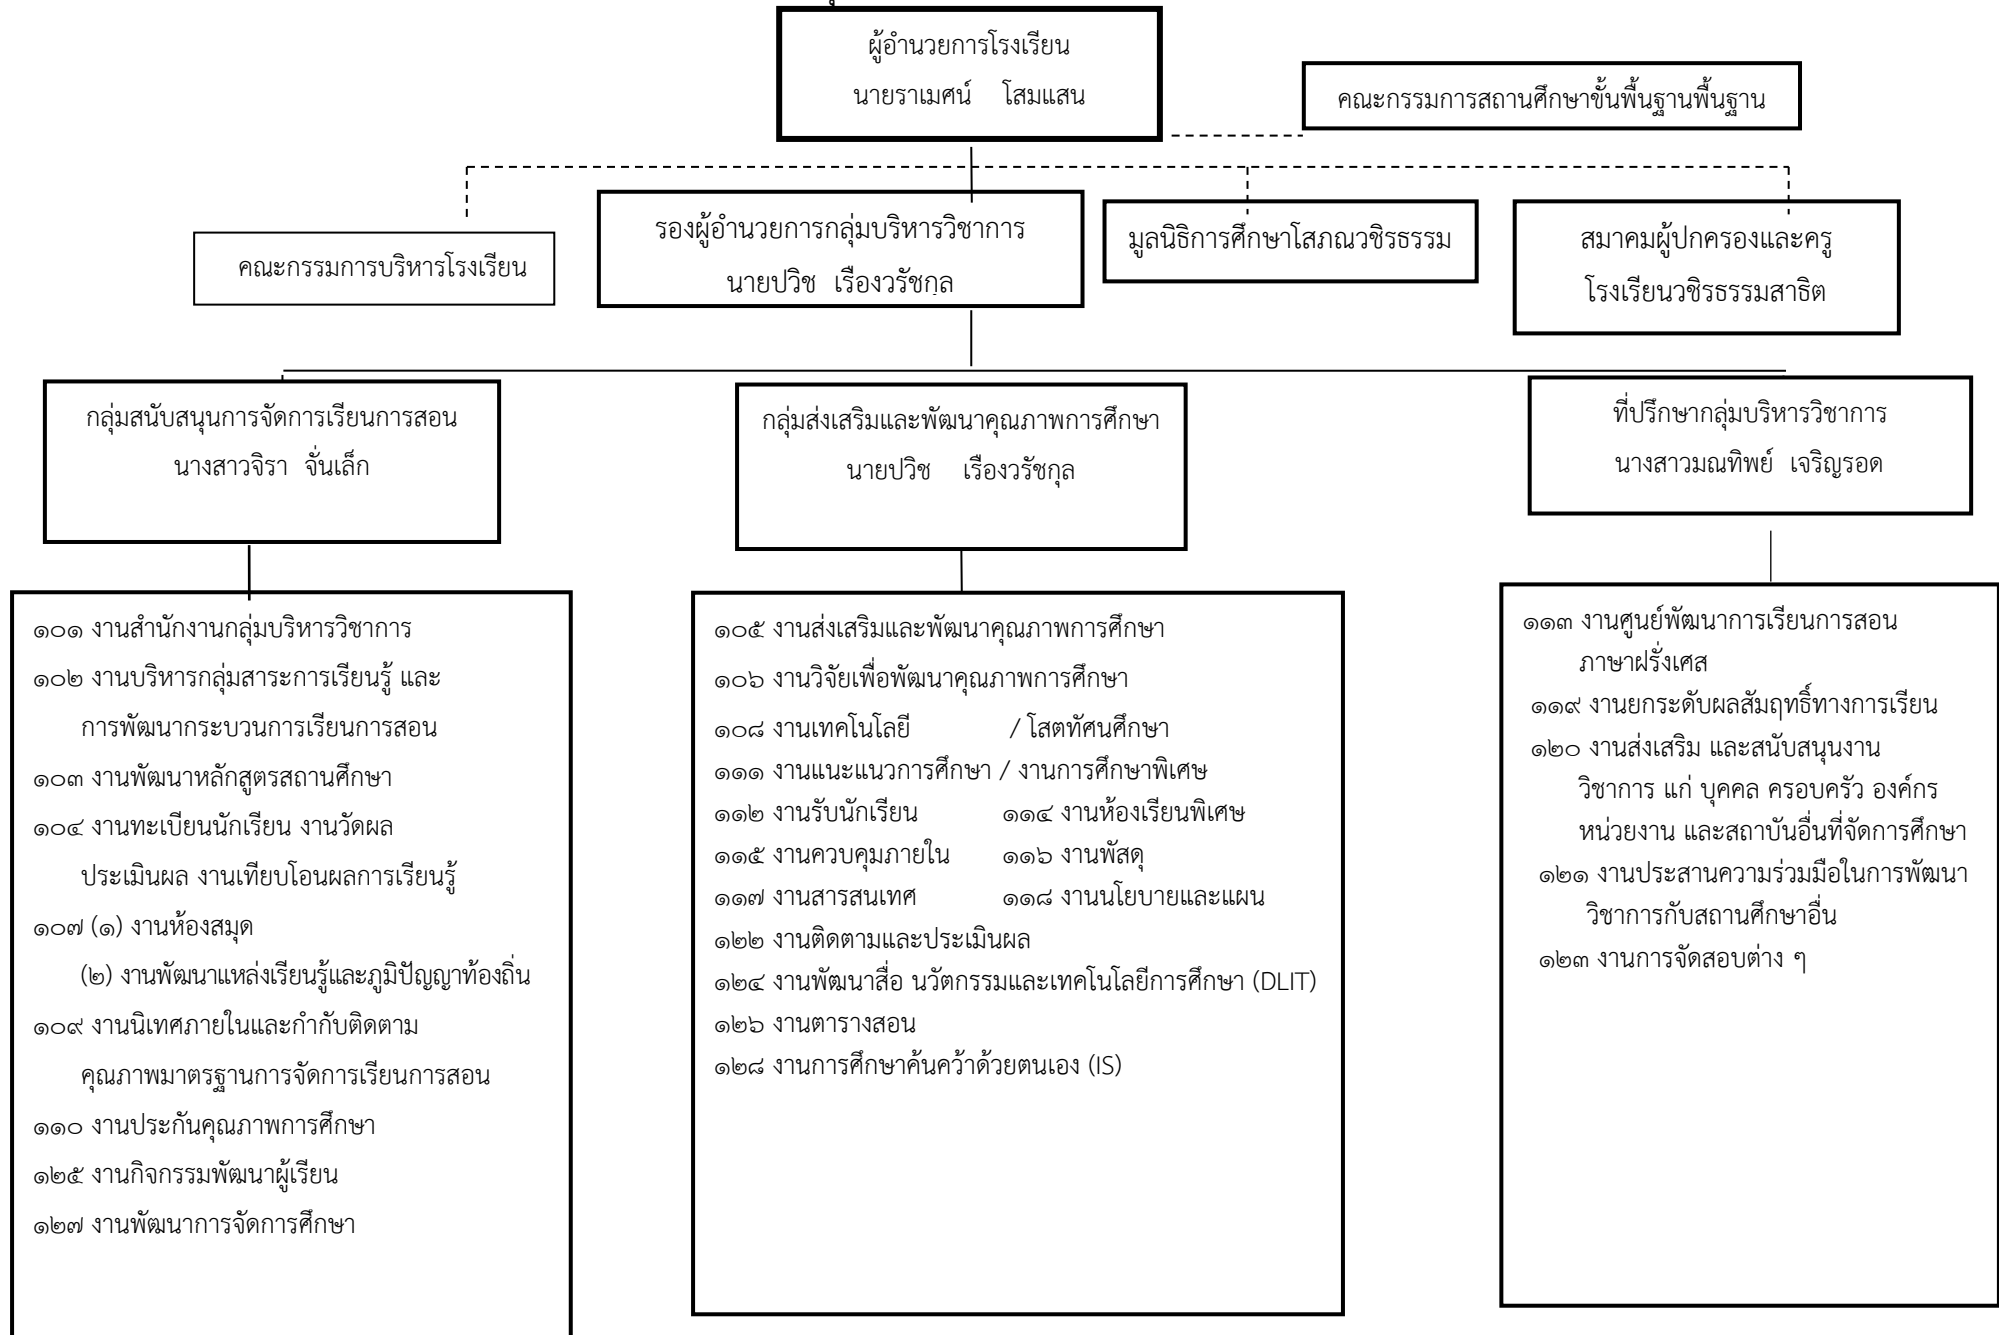 ผู้อำนวยการโรงเรียน
นายราเมศน์ โสมแสน
คณะกรรมการสถานศึกษาขั้นพื้นฐานพื้นฐาน
คณะกรรมการบริหารโรงเรียน
รองผู้อำนวยการกลุ่มบริหารวิชาการ
นายปวิช เรืองวรัชกุล
มูลนิธิการศึกษาโสภณวชิรธรรม
สมาคมผู้ปกครองและครู
โรงเรียนวชิรธรรมสาธิต
กลุ่มสนับสนุนการจัดการเรียนการสอน
นางสาวจิรา จั่นเล็ก
กลุ่มส่งเสริมและพัฒนาคุณภาพการศึกษา
นายปวิช เรืองวรัชกุล
ที่ปรึกษากลุ่มบริหารวิชาการ
นางสาวมณทิพย์ เจริญรอด
๑๐๑ งานสำนักงานกลุ่มบริหารวิชาการ
๑๐๒ งานบริหารกลุ่มสาระการเรียนรู้ และ
การพัฒนากระบวนการเรียนการสอน
๑๐๓ งานพัฒนาหลักสูตรสถานศึกษา
๑๐๔ งานทะเบียนนักเรียน งานวัดผล
ประเมินผล งานเทียบโอนผลการเรียนรู้
๑๐๗ (๑) งานห้องสมุด
(๒) งานพัฒนาแหล่งเรียนรู้และภูมิปัญญาท้องถิ่น
๑๐๙ งานนิเทศภายในและกำกับติดตาม
คุณภาพมาตรฐานการจัดการเรียนการสอน
๑๑๐ งานประกันคุณภาพการศึกษา
๑๒๕ งานกิจกรรมพัฒนาผู้เรียน
๑๒๗ งานพัฒนาการจัดการศึกษา
๑๐๕ งานส่งเสริมและพัฒนาคุณภาพการศึกษา
๑๐๖ งานวิจัยเพื่อพัฒนาคุณภาพการศึกษา
๑๐๘ งานเทคโนโลยี / โสตทัศนศึกษา
๑๑๑ งานแนะแนวการศึกษา / งานการศึกษาพิเศษ
๑๑๒ งานรับนักเรียน ๑๑๔ งานห้องเรียนพิเศษ
๑๑๕ งานควบคุมภายใน ๑๑๖ งานพัสดุ
๑๑๗ งานสารสนเทศ ๑๑๘ งานนโยบายและแผน
๑๒๒ งานติดตามและประเมินผล
๑๒๔ งานพัฒนาสื่อ นวัตกรรมและเทคโนโลยีการศึกษา (DLIT)
๑๒๖ งานตารางสอน
๑๒๘ งานการศึกษาค้นคว้าด้วยตนเอง (IS)
๑๑๓ งานศูนย์พัฒนาการเรียนการสอน
ภาษาฝรั่งเศส
๑๑๙ งานยกระดับผลสัมฤทธิ์ทางการเรียน
๑๒๐ งานส่งเสริม และสนับสนุนงาน
วิชาการ แก่ บุคคล ครอบครัว องค์กร
หน่วยงาน และสถาบันอื่นที่จัดการศึกษา
๑๒๑ งานประสานความร่วมมือในการพัฒนา
วิชาการกับสถานศึกษาอื่น
๑๒๓ งานการจัดสอบต่าง ๆ